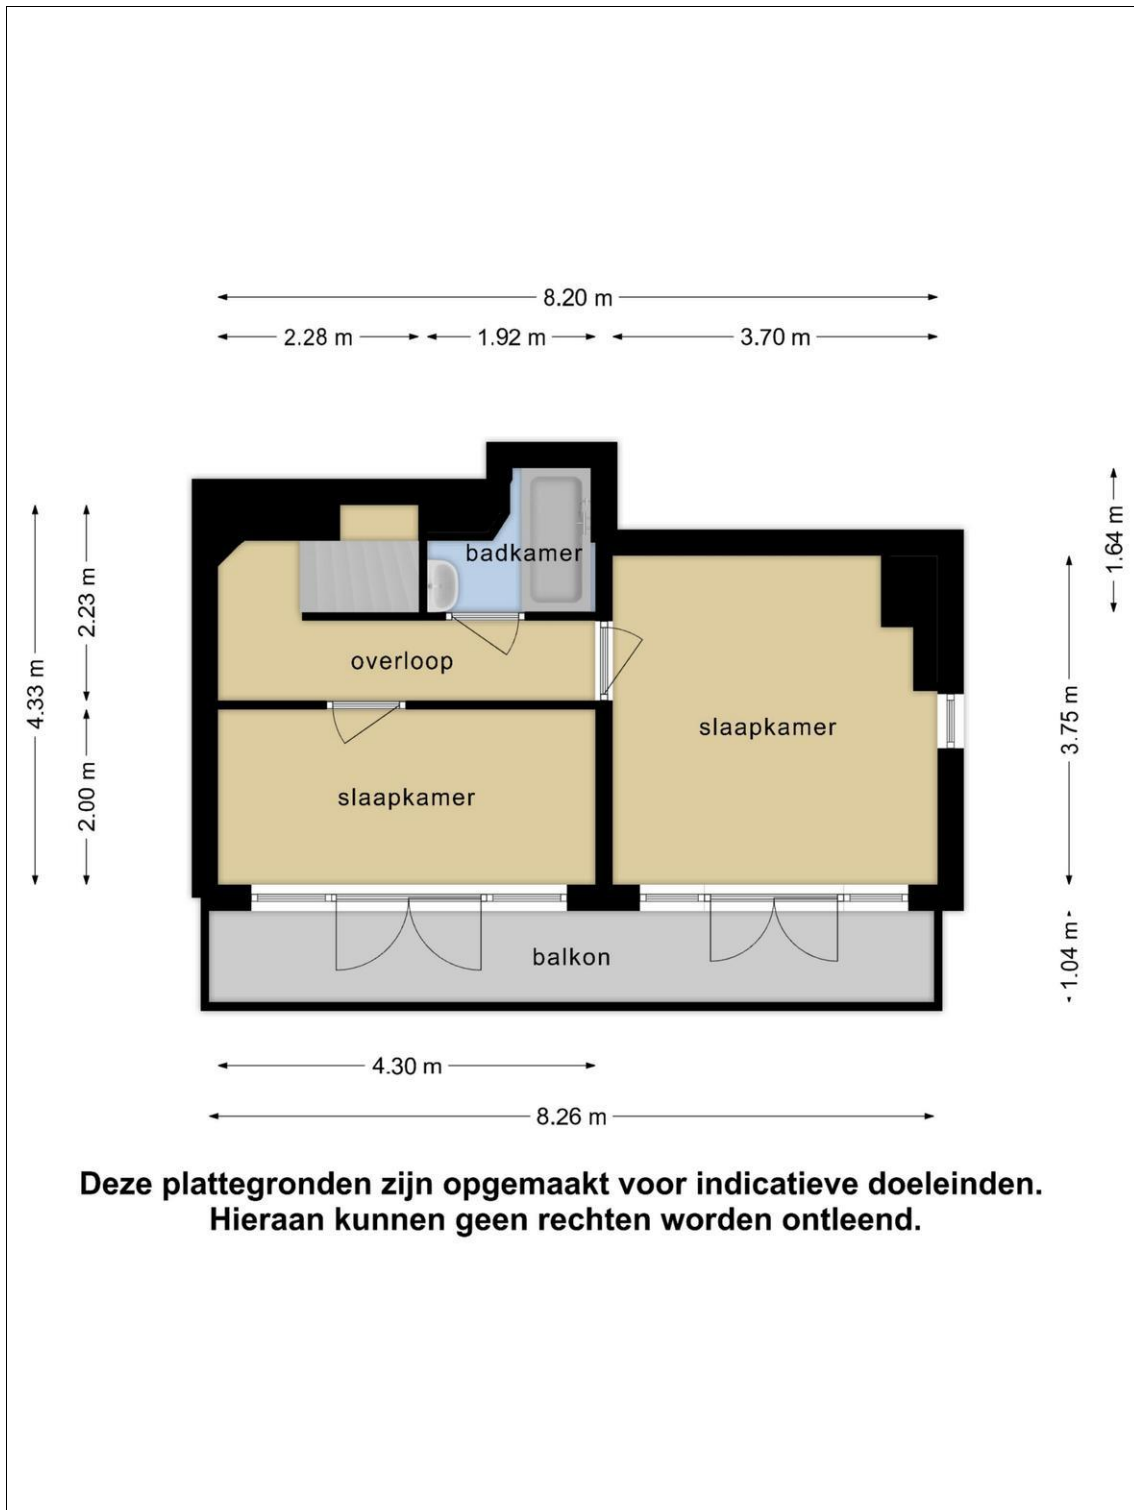 8.20 m
2.28 m
1.92 m
3.70 m
1.64 m
2.23 m
4.33 m
2.00 m
3.75 m
1.04 m
badkamer
overloop
slaapkamer
slaapkamer
balkon
4.30 m
8.26 m
Deze plattegronden zijn opgemaakt voor indicatieve doeleinden.
Hieraan kunnen geen rechten worden ontleend.